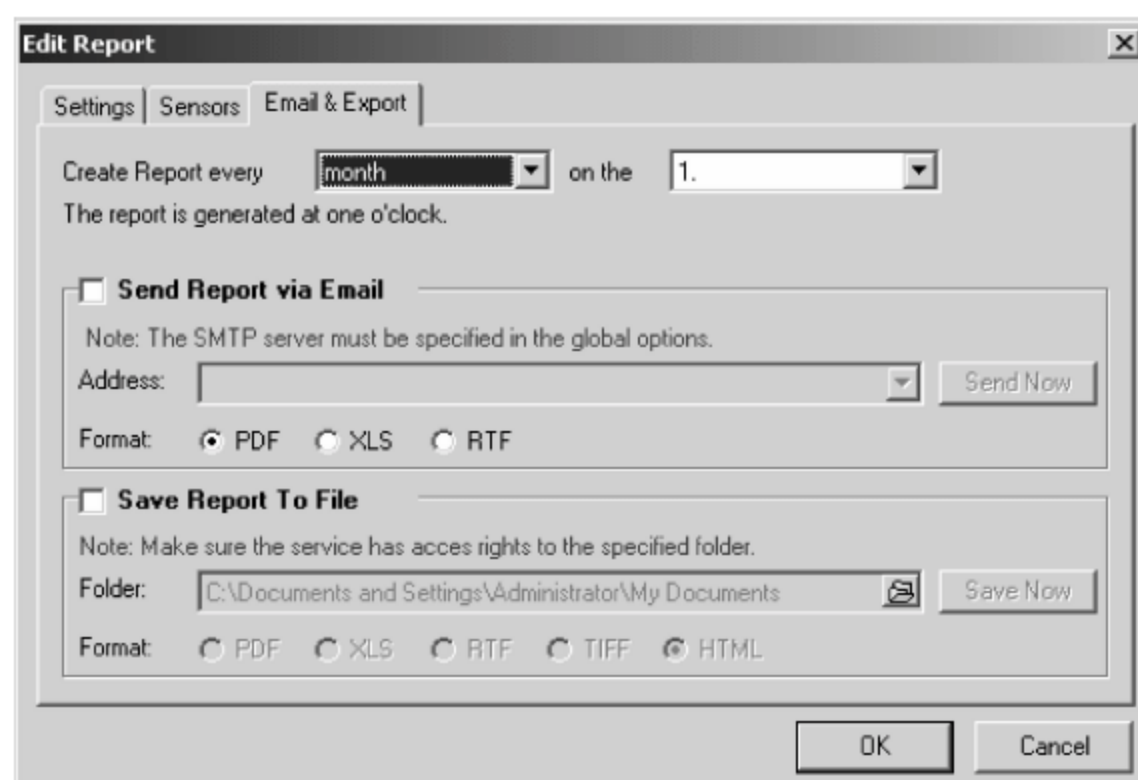 Edit Report
Settings Sensors Email & Export
Create Report every month on the 1.
The report is generated at one o'clock.
Send Report via Email
Note: The SMTP server must be specified in the global options.
Address: Send Now
Format: PDF XLS RTF
Save Report To File
Note: Make sure the service has acces rights to the specified folder.
Folder: C:\Documents and Settings\Administrator\My Documents Save Now
Format: PDF XLS RTF TIFF HTML
OK Cancel